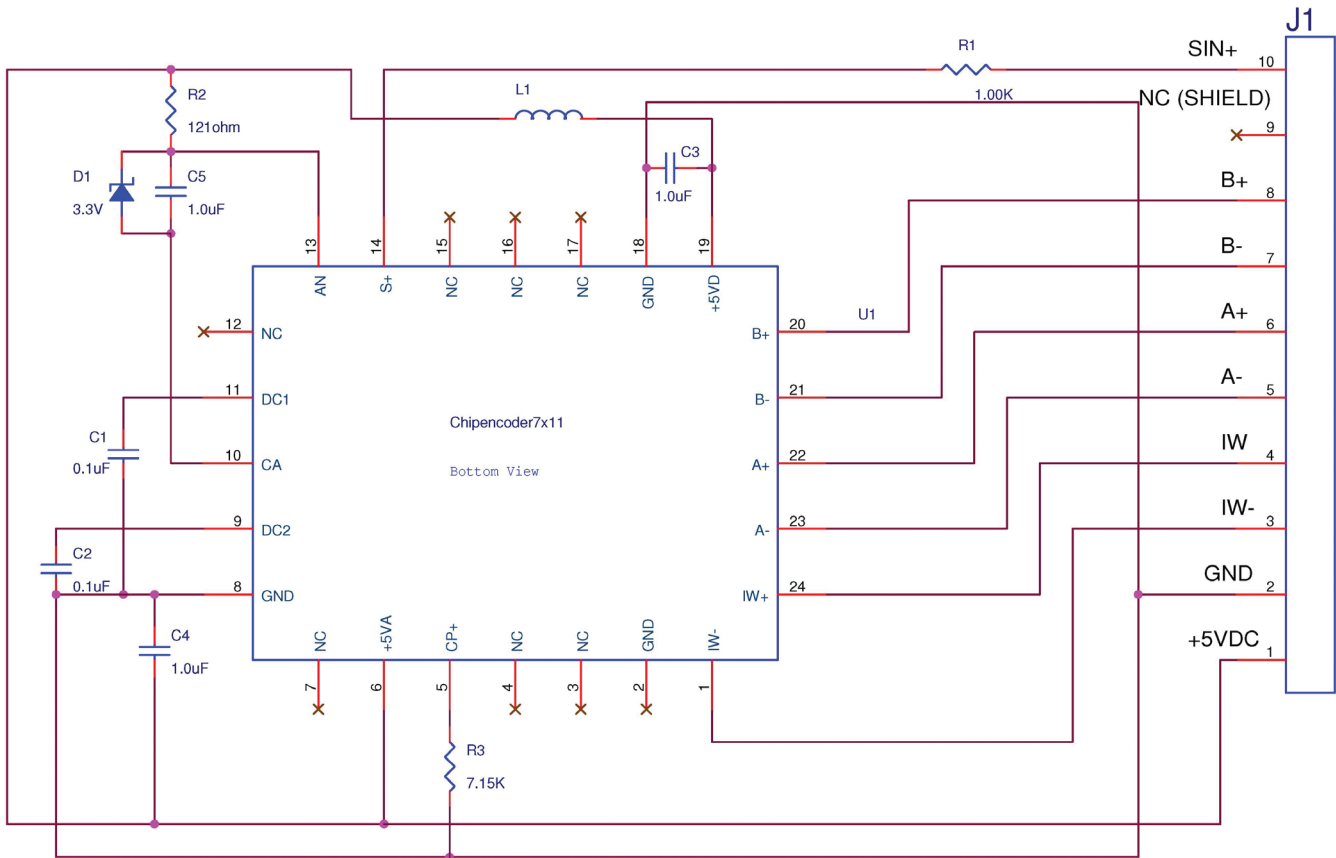 J1
R1
SIN+
10
1.00K
NC (SHIELD)
9
R2
121ohm
L1
C3
1.0uF
B+
8
D1
3.3V
C5
1.0uF
B-
7
13
14
15
16
17
18
19
AN
S+
NC
NC
NC
GND
+5VD
12
NC
B+
20
U1
A+
6
11
DC1
B-
21
A-
5
Chipencoder7x11
Bottom View
C1
0.1uF
10
CA
A+
22
IW
4
9
DC2
A-
23
IW-
3
C2
0.1uF
8
GND
IW+
24
GND
2
C4
1.0uF
NC
+5VA
CP+
NC
NC
GND
IW-
7
6
5
4
3
2
1
+5VDC
1
R3
7.15K